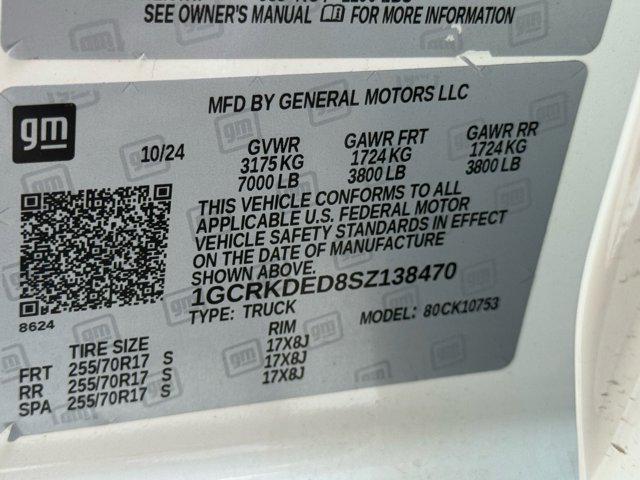 SEE OWNER'S MANUAL FOR MORE INFORMATION
MFD BY GENERAL MOTORS LLC
gm
10/24
GVWR
3175 KG
7000 LB
GAWR FRT
1724 KG
3800 LB
GAWR RR
1724 KG
3800 LB
THIS VEHICLE CONFORMS TO ALL
APPLICABLE U.S. FEDERAL MOTOR
VEHICLE SAFETY STANDARDS IN EFFECT
ON THE DATE OF MANUFACTURE
SHOWN ABOVE.
1GCRKDED8SZ138470
TYPE: TRUCK
MODEL: 80CK10753
8624
TIRE SIZE RIM
FRT 255/70R17 S 17X8J
RR 255/70R17 S 17X8J
SPA 255/70R17 S 17X8J